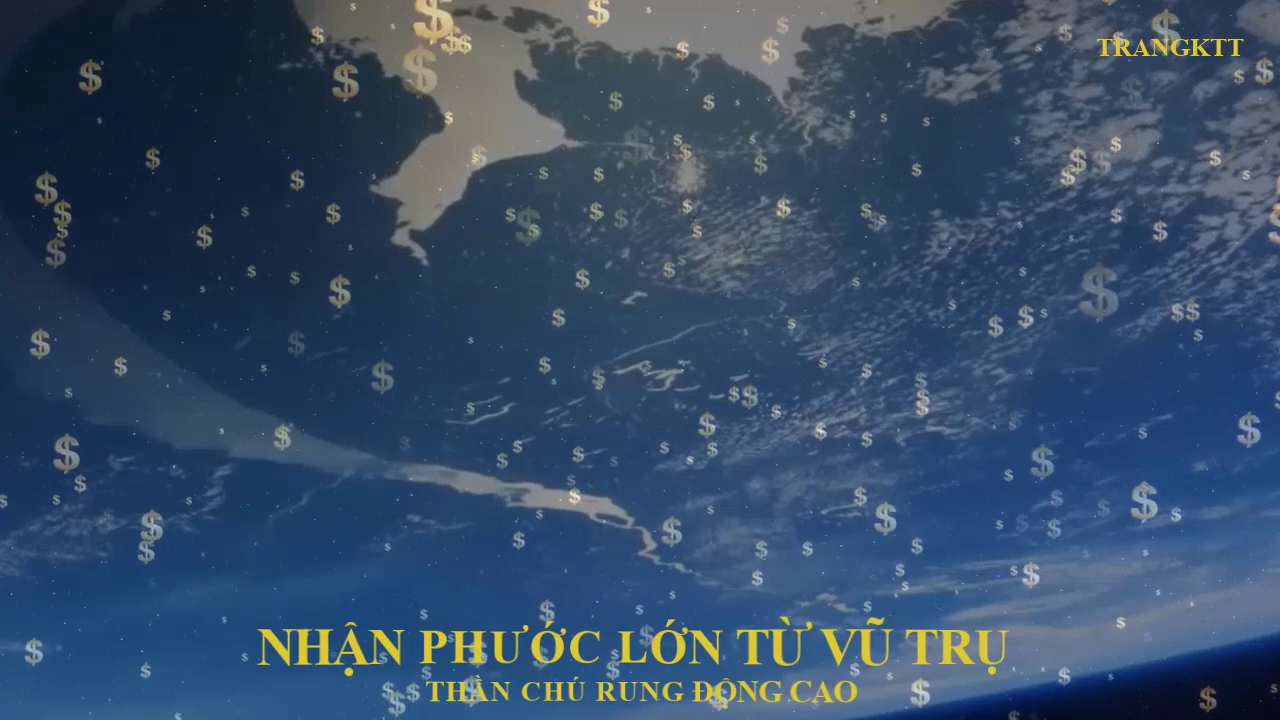 TRANGKTT
NHẬN PHƯỚC LỚN TỪ VŨ TRỤ
THẦN CHÚ RUNG ĐỘNG CAO